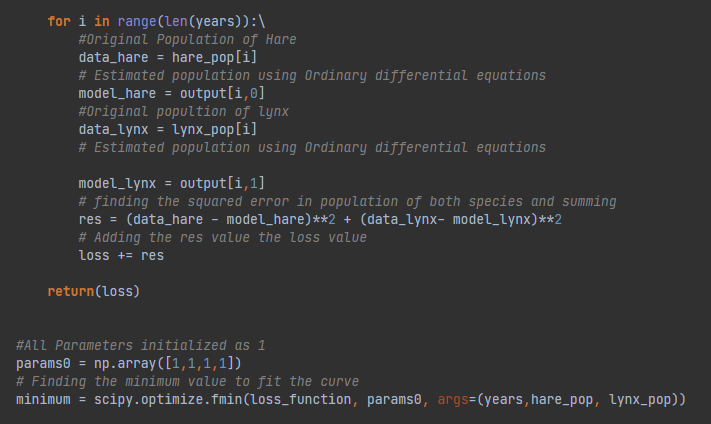 for i in range(len(years)):\
#Original Population of Hare
data_hare = hare_pop[i]
# Estimated population using Ordinary differential equations
model_hare = output[i,0]
#Original popultion of lynx
data_lynx = lynx_pop[i]
# Estimated population using Ordinary differential equations
model_lynx = output[i,1]
# finding the squared error in population of both species and summing
res = (data_hare - model_hare)**2 + (data_lynx- model_lynx)**2
# Adding the res value the loss value
loss += res
return(loss)
#All Parameters initialized as 1
params0 = np.array([1,1,1,1])
# Finding the minimum value to fit the curve
minimum = scipy.optimize.fmin(loss_function, params0, args=(years,hare_pop, lynx_pop))